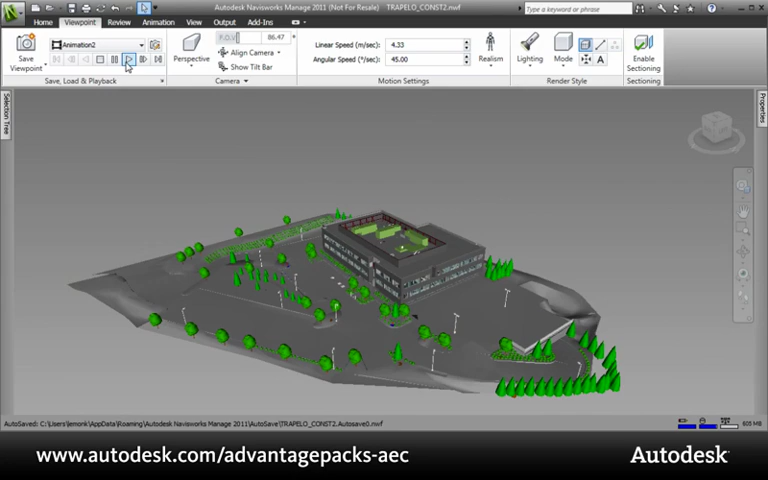 Autodesk Navisworks Manage 2011 (Not For Resale) TRAPELO_CONST2.nwf
Type a keyword or phrase
Home Viewpoint Review Animation View Output Add-Ins
Save Viewpoint
Animation2
Save, Load & Playback
Perspective
F.O.V. 86.47
Align Camera
Show Tilt Bar
Camera
Linear Speed (m/sec): 4.33
Angular Speed (°/sec): 45.00
Motion Settings
Realism
Lighting
Mode
Render Style
Enable Sectioning
Sectioning
Selection Tree
Properties
AutoSaved: C:\Users\lemonk\AppData\Roaming\Autodesk Navisworks Manage 2011\AutoSave\TRAPELO_CONST2.Autosave0.nwf
www.autodesk.com/advantagepacks-aec
Autodesk